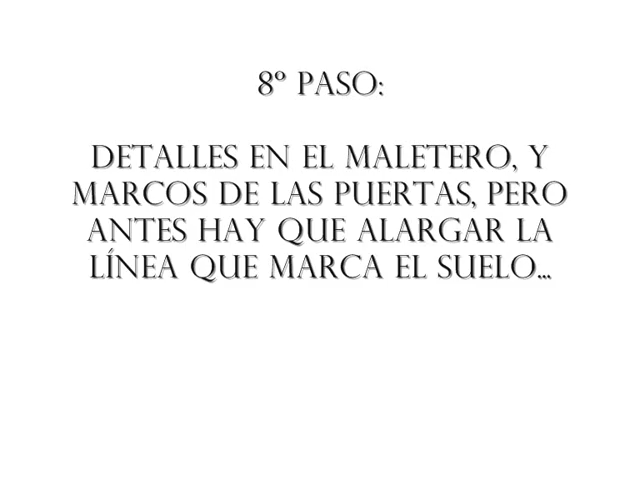 8º PASO:
DETALLES EN EL MALETERO, Y
MARCOS DE LAS PUERTAS, PERO
ANTES HAY QUE ALARGAR LA
LÍNEA QUE MARCA EL SUELO...